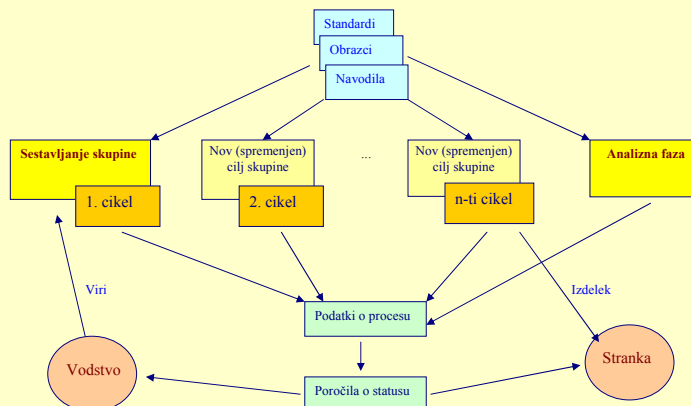 Standardi
Obrazci
Navodila
Sestavljanje skupine
1. cikel
Nov (spremenjen)
cilj skupine
2. cikel
...
Nov (spremenjen)
cilj skupine
n-ti cikel
Analizna faza
Viri
Izdelek
Podatki o procesu
Vodstvo
Stranka
Poročila o statusu